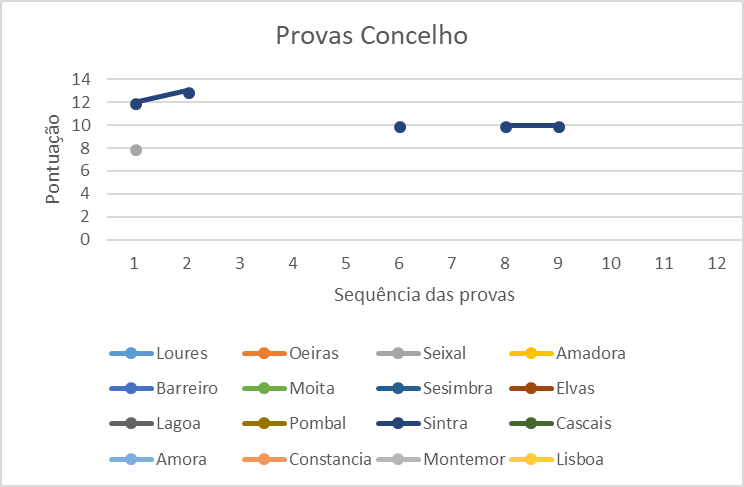 Provas Concelho
14
12
10
8
6
4
2
0
Pontuação
1 2 3 4 5 6 7 8 9 10 11 12
Sequência das provas
Loures Oeiras Seixal Amadora
Barreiro Moita Sesimbra Elvas
Lagoa Pombal Sintra Cascais
Amora Constancia Montemor Lisboa